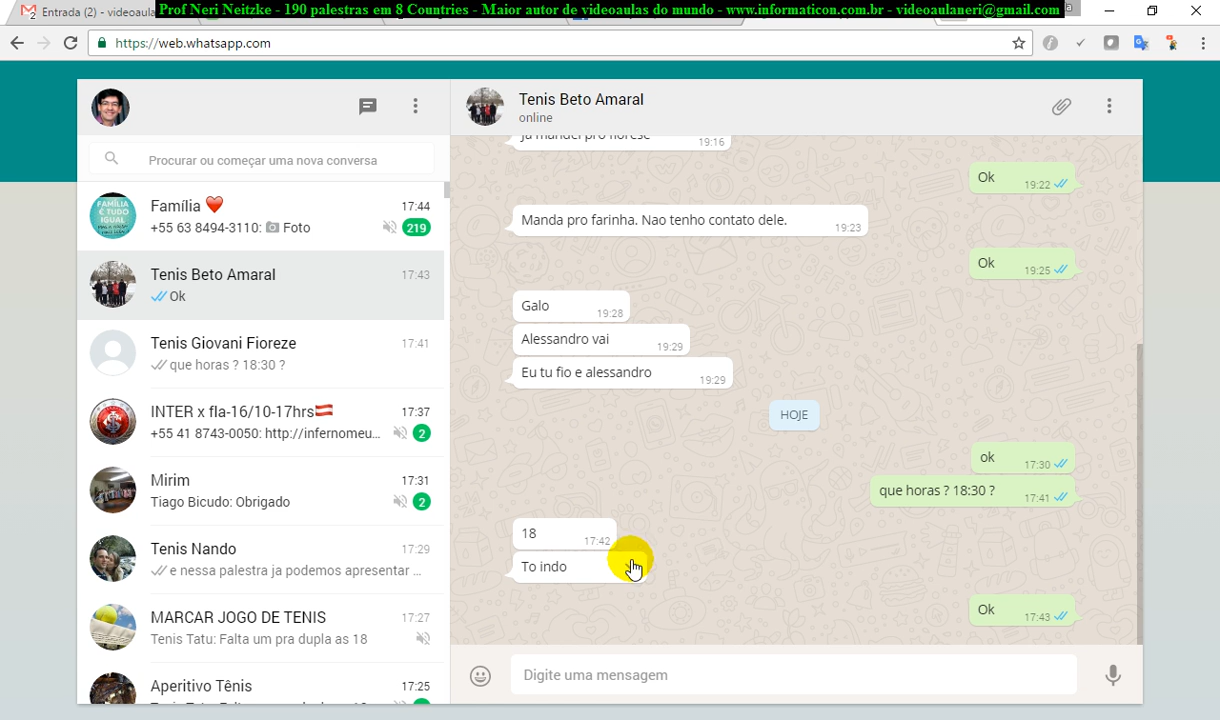 Prof Neri Neitzke - 190 palestras em 8 Countries - Maior autor de videoaulas do mundo - www.informaticon.com.br - videoaulaneri@gmail.com
Entrada (2) - videoaula
https://web.whatsapp.com
Procurar ou começar uma nova conversa
Família ❤️ 17:44
+55 63 8494-3110: Foto 219
Tenis Beto Amaral 17:43
Ok
Tenis Giovani Fioreze 17:41
que horas ? 18:30 ?
INTER x fla-16/10-17hrs 17:37
+55 41 8743-0050: http://infernomeu... 2
Mirim 17:31
Tiago Bicudo: Obrigado 2
Tenis Nando 17:29
e nessa palestra ja podemos apresentar ...
MARCAR JOGO DE TENIS 17:27
Tenis Tatu: Falta um pra dupla as 18
Aperitivo Tênis 17:25
FAMÍLIA
É TUDO
IGUAL
Tenis Beto Amaral
online
19:16
Ok 19:22
Manda pro farinha. Nao tenho contato dele. 19:23
Ok 19:25
Galo 19:28
Alessandro vai 19:29
Eu tu fio e alessandro 19:29
HOJE
ok 17:30
que horas ? 18:30 ? 17:41
18 17:42
To indo
Ok 17:43
Digite uma mensagem